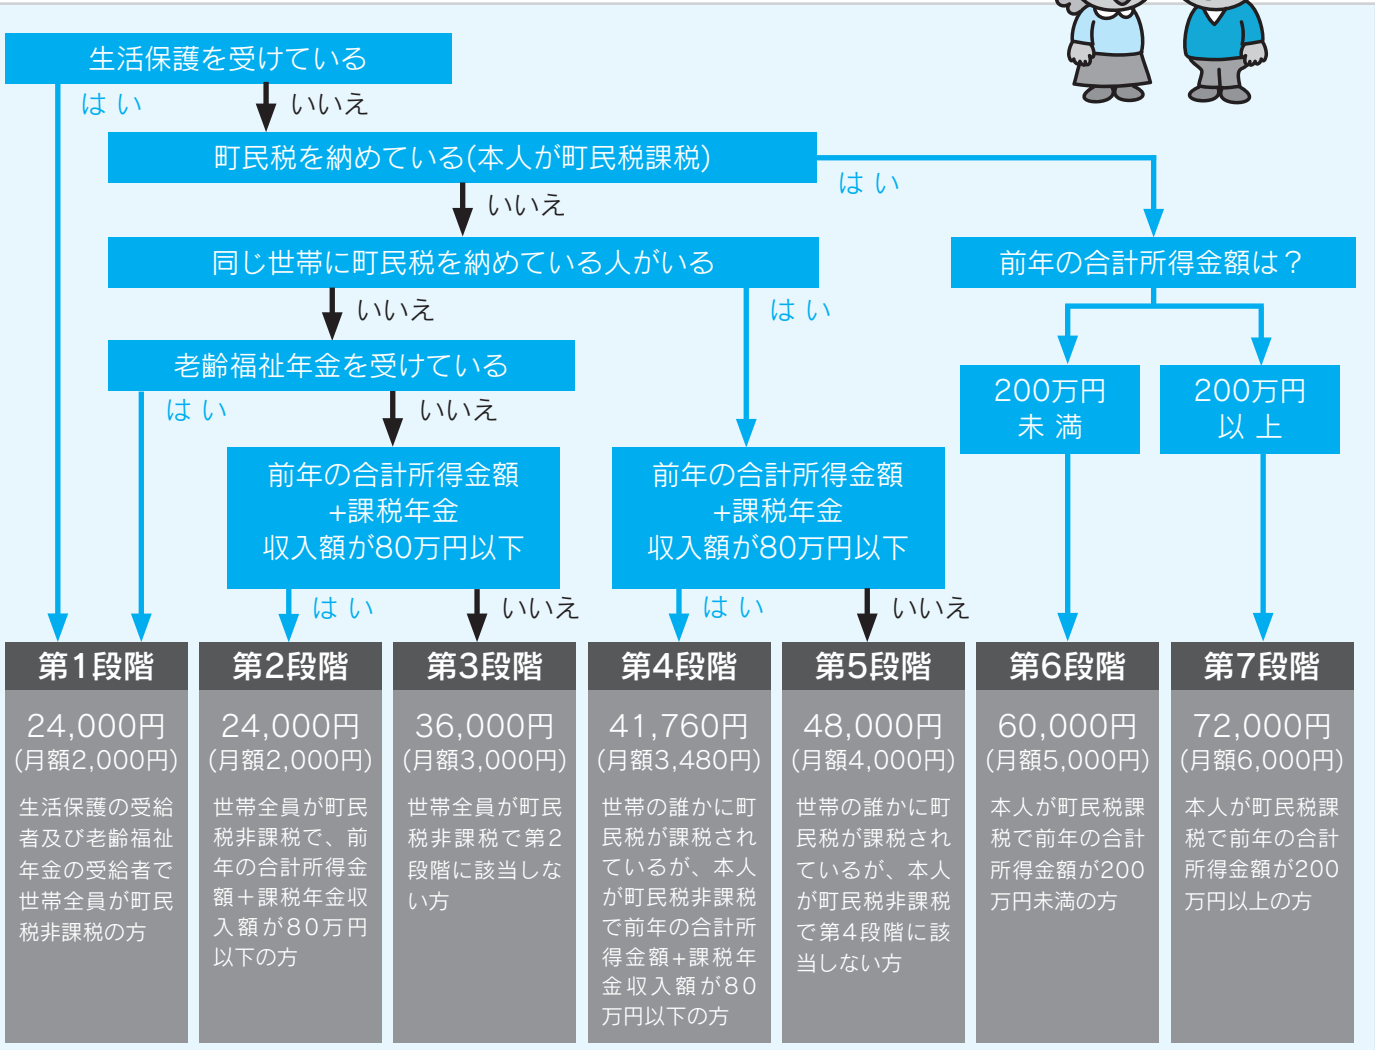 生活保護を受けている
はい
いいえ
町民税を納めている(本人が町民税課税)
はい
いいえ
同じ世帯に町民税を納めている人がいる
前年の合計所得金額は？
いいえ
はい
老齢福祉年金を受けている
200万円
未満
200万円
以上
はい
いいえ
前年の合計所得金額
+課税年金
収入額が80万円以下
前年の合計所得金額
+課税年金
収入額が80万円以下
はい
いいえ
はい
いいえ
第1段階
24,000円
(月額2,000円)
生活保護の受給
者及び老齢福祉
年金の受給者で
世帯全員が町民
税非課税の方
第2段階
24,000円
(月額2,000円)
世帯全員が町民
税非課税で、前
年の合計所得金
額＋課税年金収
入額が80万円
以下の方
第3段階
36,000円
(月額3,000円)
世帯全員が町民
税非課税で第2
段階に該当しな
い方
第4段階
41,760円
(月額3,480円)
世帯の誰かに町
民税が課税され
ているが、本人
が町民税非課税
で前年の合計所
得金額+課税年
金収入額が80
万円以下の方
第5段階
48,000円
(月額4,000円)
世帯の誰かに町
民税が課税され
ているが、本人
が町民税非課税
で第4段階に該
当しない方
第6段階
60,000円
(月額5,000円)
本人が町民税課
税で前年の合計
所得金額が200
万円未満の方
第7段階
72,000円
(月額6,000円)
本人が町民税課
税で前年の合計
所得金額が200
万円以上の方